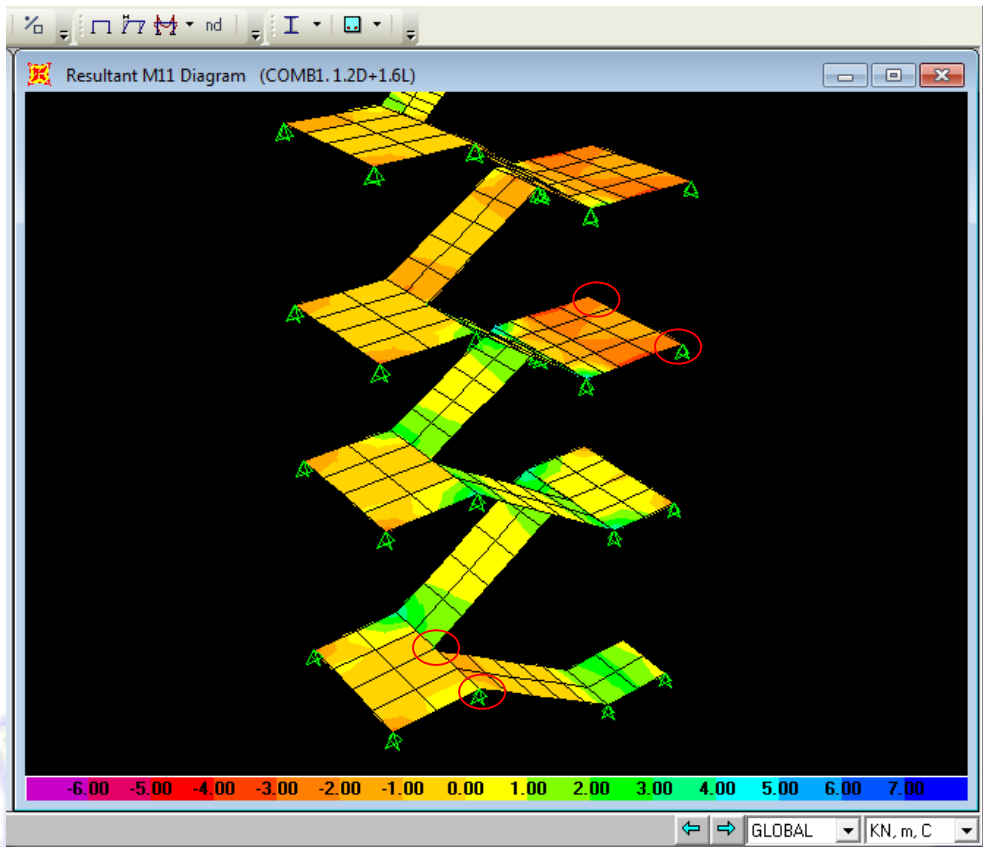 nd
Resultant M11 Diagram (COMB1. 1.2D+1.6L)
-6.00 -5.00 -4.00 -3.00 -2.00 -1.00 0.00 1.00 2.00 3.00 4.00 5.00 6.00 7.00
GLOBAL KN, m, C